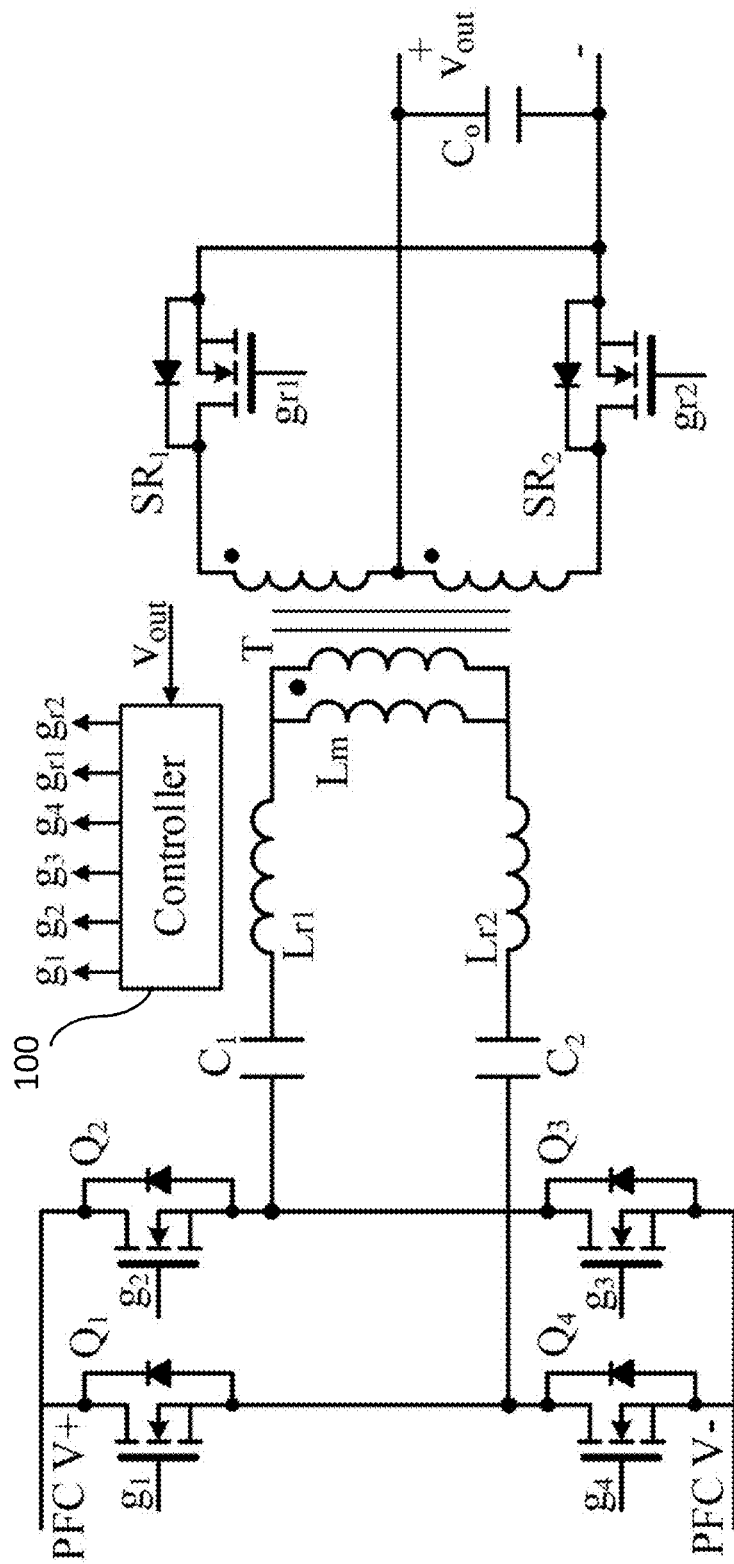 PFC V+
PFC V-
g₁
Q₁
g₂
Q₂
g₄
Q₄
g₃
Q₃
100
Controller
g₁ g₂ g₃ g₄ gᵣ₁ gᵣ₂
Vout
C₁
C₂
Lr1
Lr2
Lm
T
SR₁
gr1
SR₂
gr2
Cₒ
+
Vout
-